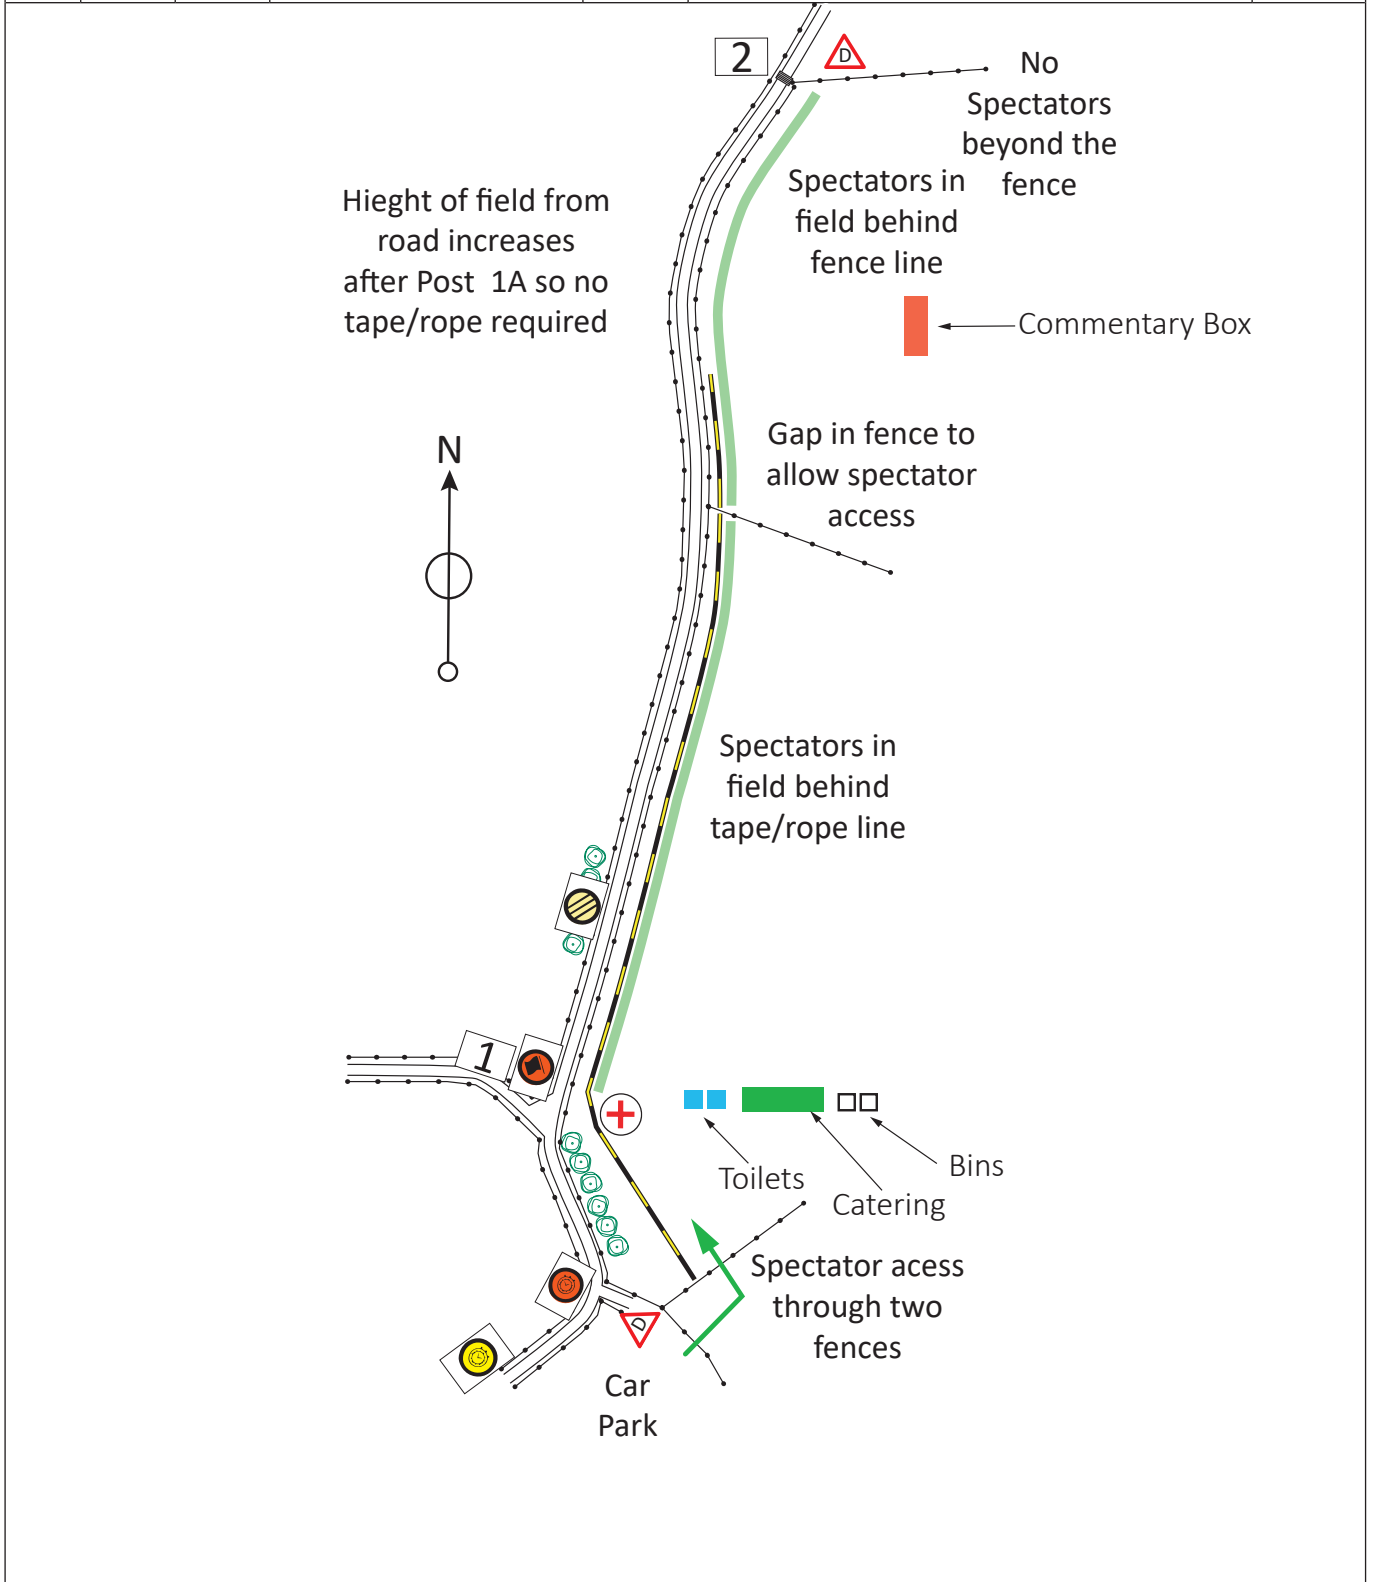 2
D
No
Spectators
beyond the
fence
Spectators in
field behind
fence line
Hieght of field from
road increases
after Post 1A so no
tape/rope required
Commentary Box
Gap in fence to
allow spectator
access
N
Spectators in
field behind
tape/rope line
1
Toilets
Catering
Bins
Spectator acess
through two
fences
D
Car
Park